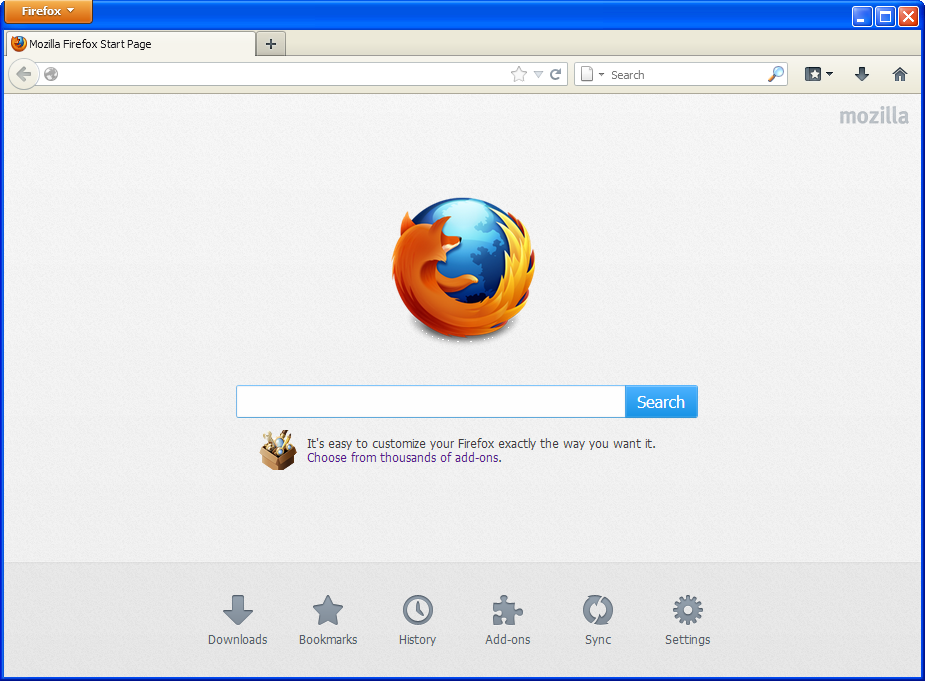 Firefox
Mozilla Firefox Start Page
Search
mozilla
Search
It's easy to customize your Firefox exactly the way you want it.
Choose from thousands of add-ons.
Downloads Bookmarks History Add-ons Sync Settings